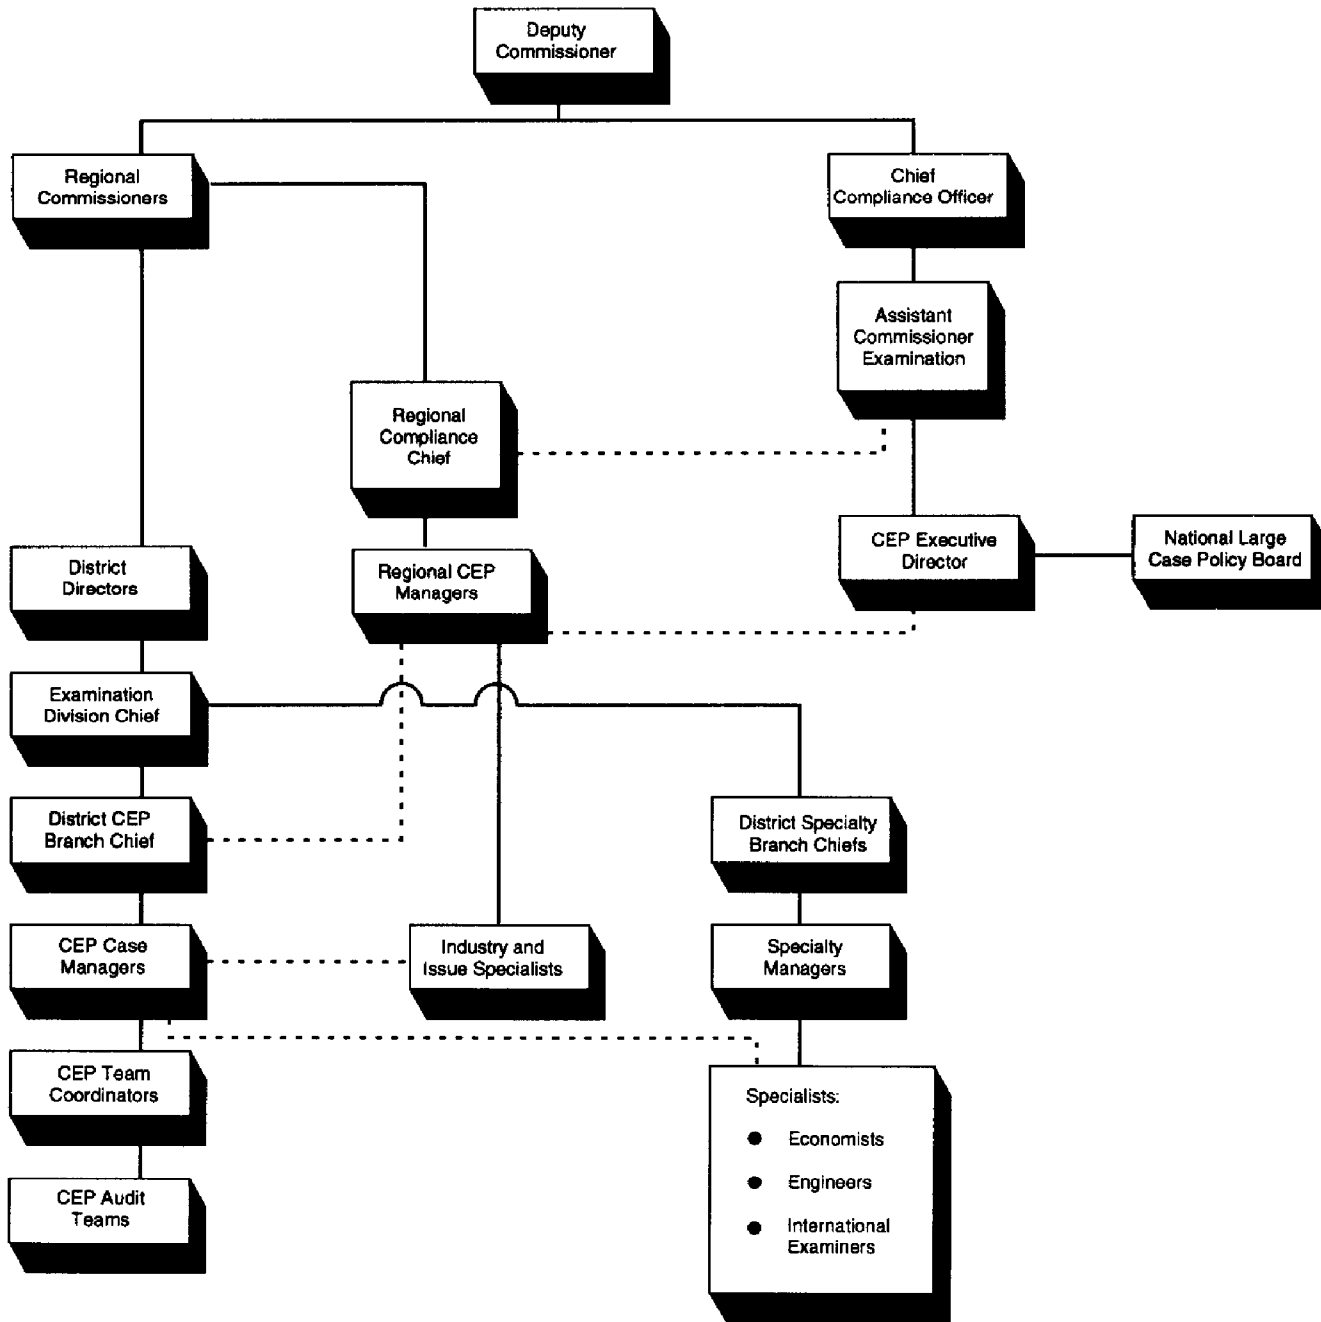 Deputy
Commissioner
Regional
Commissioners
Chief
Compliance Officer
Assistant
Commissioner
Examination
Regional
Compliance
Chief
District
Directors
Regional CEP
Managers
CEP Executive
Director
National Large
Case Policy Board
Examination
Division Chief
District CEP
Branch Chief
District Specialty
Branch Chiefs
CEP Case
Managers
Industry and
Issue Specialists
Specialty
Managers
CEP Team
Coordinators
Specialists:
Economists
Engineers
International
Examiners
CEP Audit
Teams